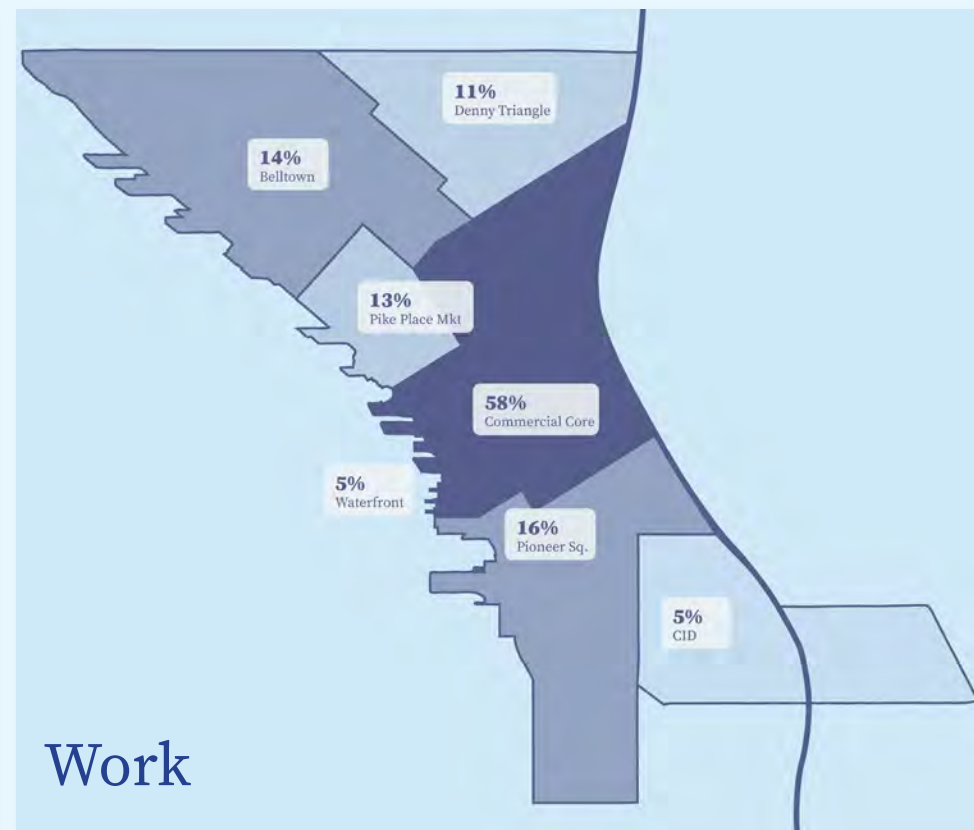 11%
Denny Triangle
14%
Belltown
13%
Pike Place Mkt
58%
Commercial Core
5%
Waterfront
16%
Pioneer Sq.
5%
CID
Work